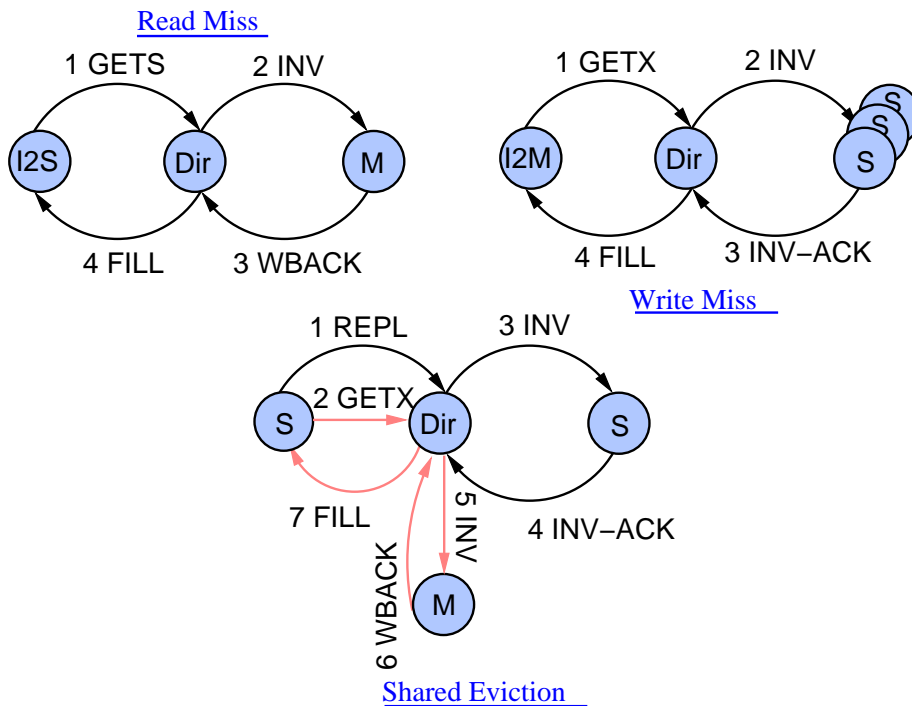 Read Miss
1 GETS
2 INV
I2S
Dir
M
4 FILL
3 WBACK
1 GETX
2 INV
I2M
Dir
S
S
S
4 FILL
3 INV−ACK
Write Miss
1 REPL
3 INV
2 GETX
S
Dir
S
7 FILL
5 INV
4 INV−ACK
6 WBACK
M
Shared Eviction